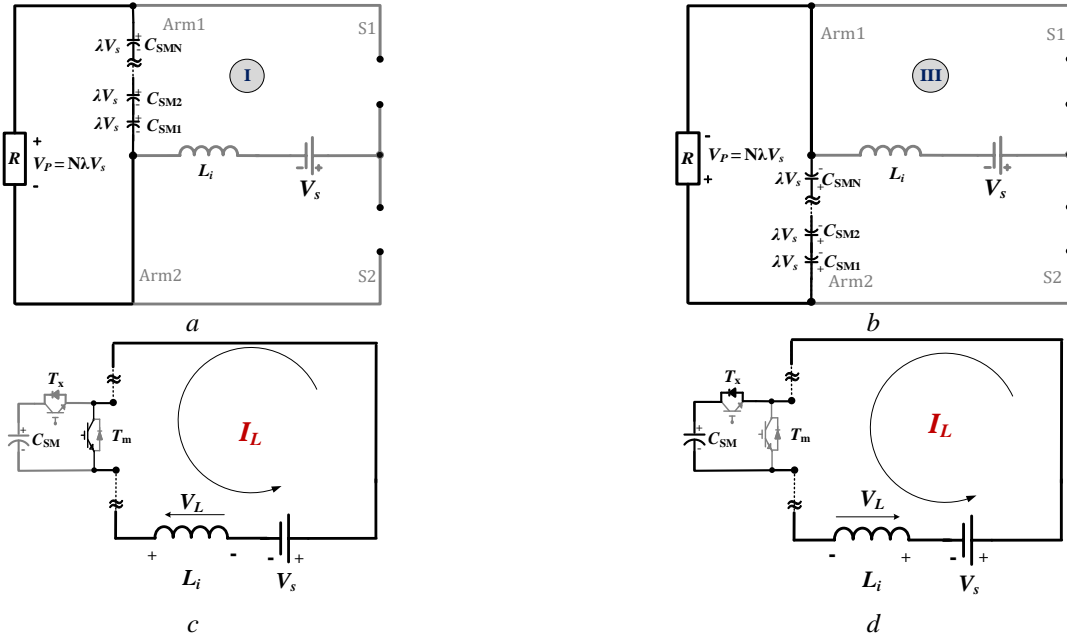 Arm1
S1
λVs CSMN
I
λVs CSM2
λVs CSM1
R
+
VP = NλVs
-
Li
- +
Vs
Arm2
S2
a
Arm1
S1
III
R
-
VP = NλVs
+
Li
- +
Vs
λVs CSMN
λVs CSM2
λVs CSM1
Arm2
S2
b
Tx
CSM
Tm
IL
VL
+ - - +
Li Vs
c
Tx
CSM
Tm
IL
VL
- + - +
Li Vs
d